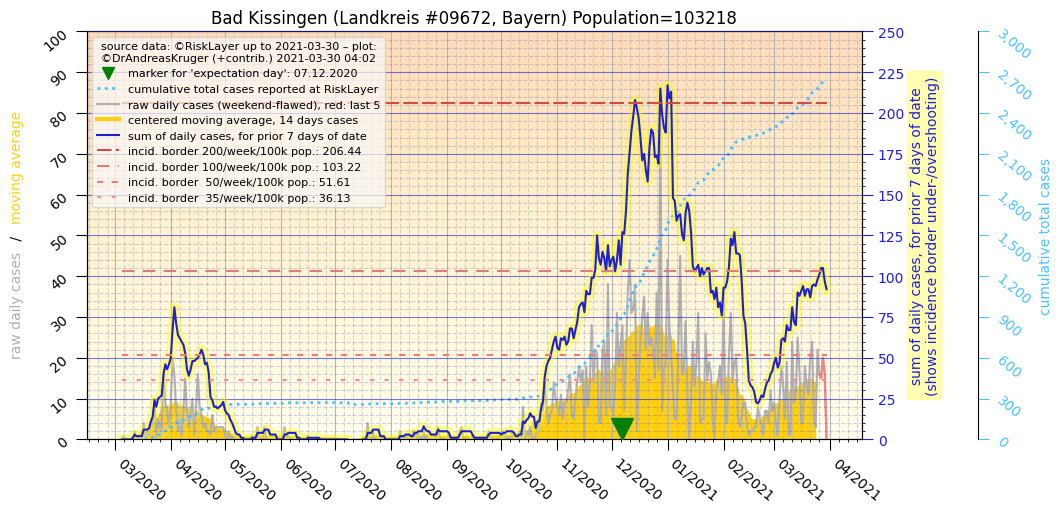 Bad Kissingen (Landkreis #09672, Bayern) Population=103218
source data: ©RiskLayer up to 2021-03-30 – plot:
©DrAndreasKruger (+contrib.) 2021-03-30 04:02
marker for 'expectation day': 07.12.2020
cumulative total cases reported at RiskLayer
raw daily cases (weekend-flawed), red: last 5
centered moving average, 14 days cases
sum of daily cases, for prior 7 days of date
incid. border 200/week/100k pop.: 206.44
incid. border 100/week/100k pop.: 103.22
incid. border  50/week/100k pop.: 51.61
incid. border  35/week/100k pop.: 36.13
raw daily cases  /  moving average
100
90
80
70
60
50
40
30
20
10
0
03/2020
04/2020
05/2020
06/2020
07/2020
08/2020
09/2020
10/2020
11/2020
12/2020
01/2021
02/2021
03/2021
04/2021
250
225
200
175
150
125
100
75
50
25
0
sum of daily cases, for prior 7 days of date
(shows incidence border under-/overshooting)
3,000
2,700
2,400
2,100
1,800
1,500
1,200
900
600
300
0
cumulative total cases